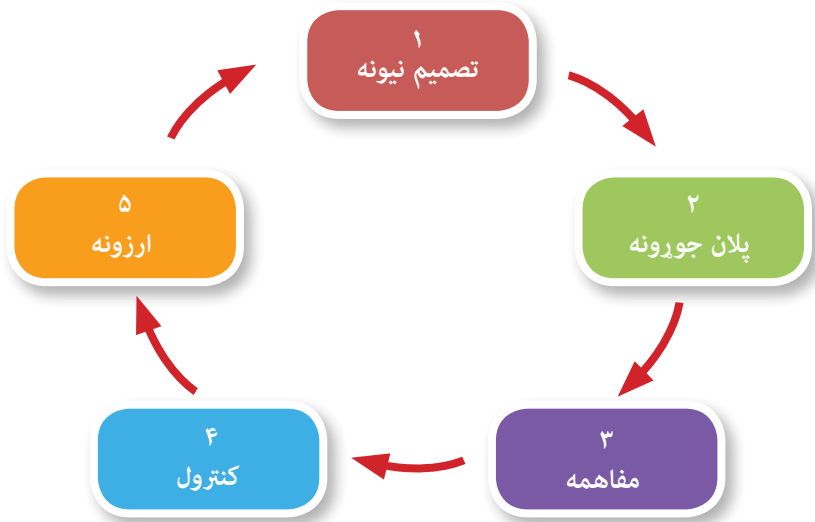 ۱
تصمیم نیونه
۲
پلان جوړونه
۳
مفاهمه
۴
کنترول
۵
ارزونه